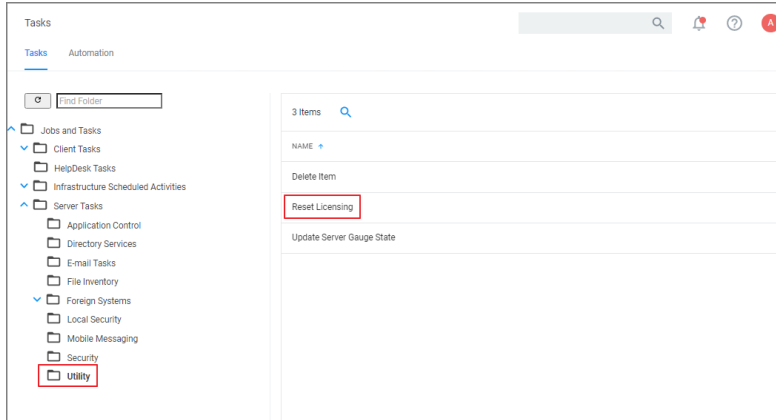 Tasks
A
Tasks Automation
Find Folder
Jobs and Tasks
Client Tasks
HelpDesk Tasks
Infrastructure Scheduled Activities
Server Tasks
Application Control
Directory Services
E-mail Tasks
File Inventory
Foreign Systems
Local Security
Mobile Messaging
Security
Utility
3 Items
NAME
Delete Item
Reset Licensing
Update Server Gauge State